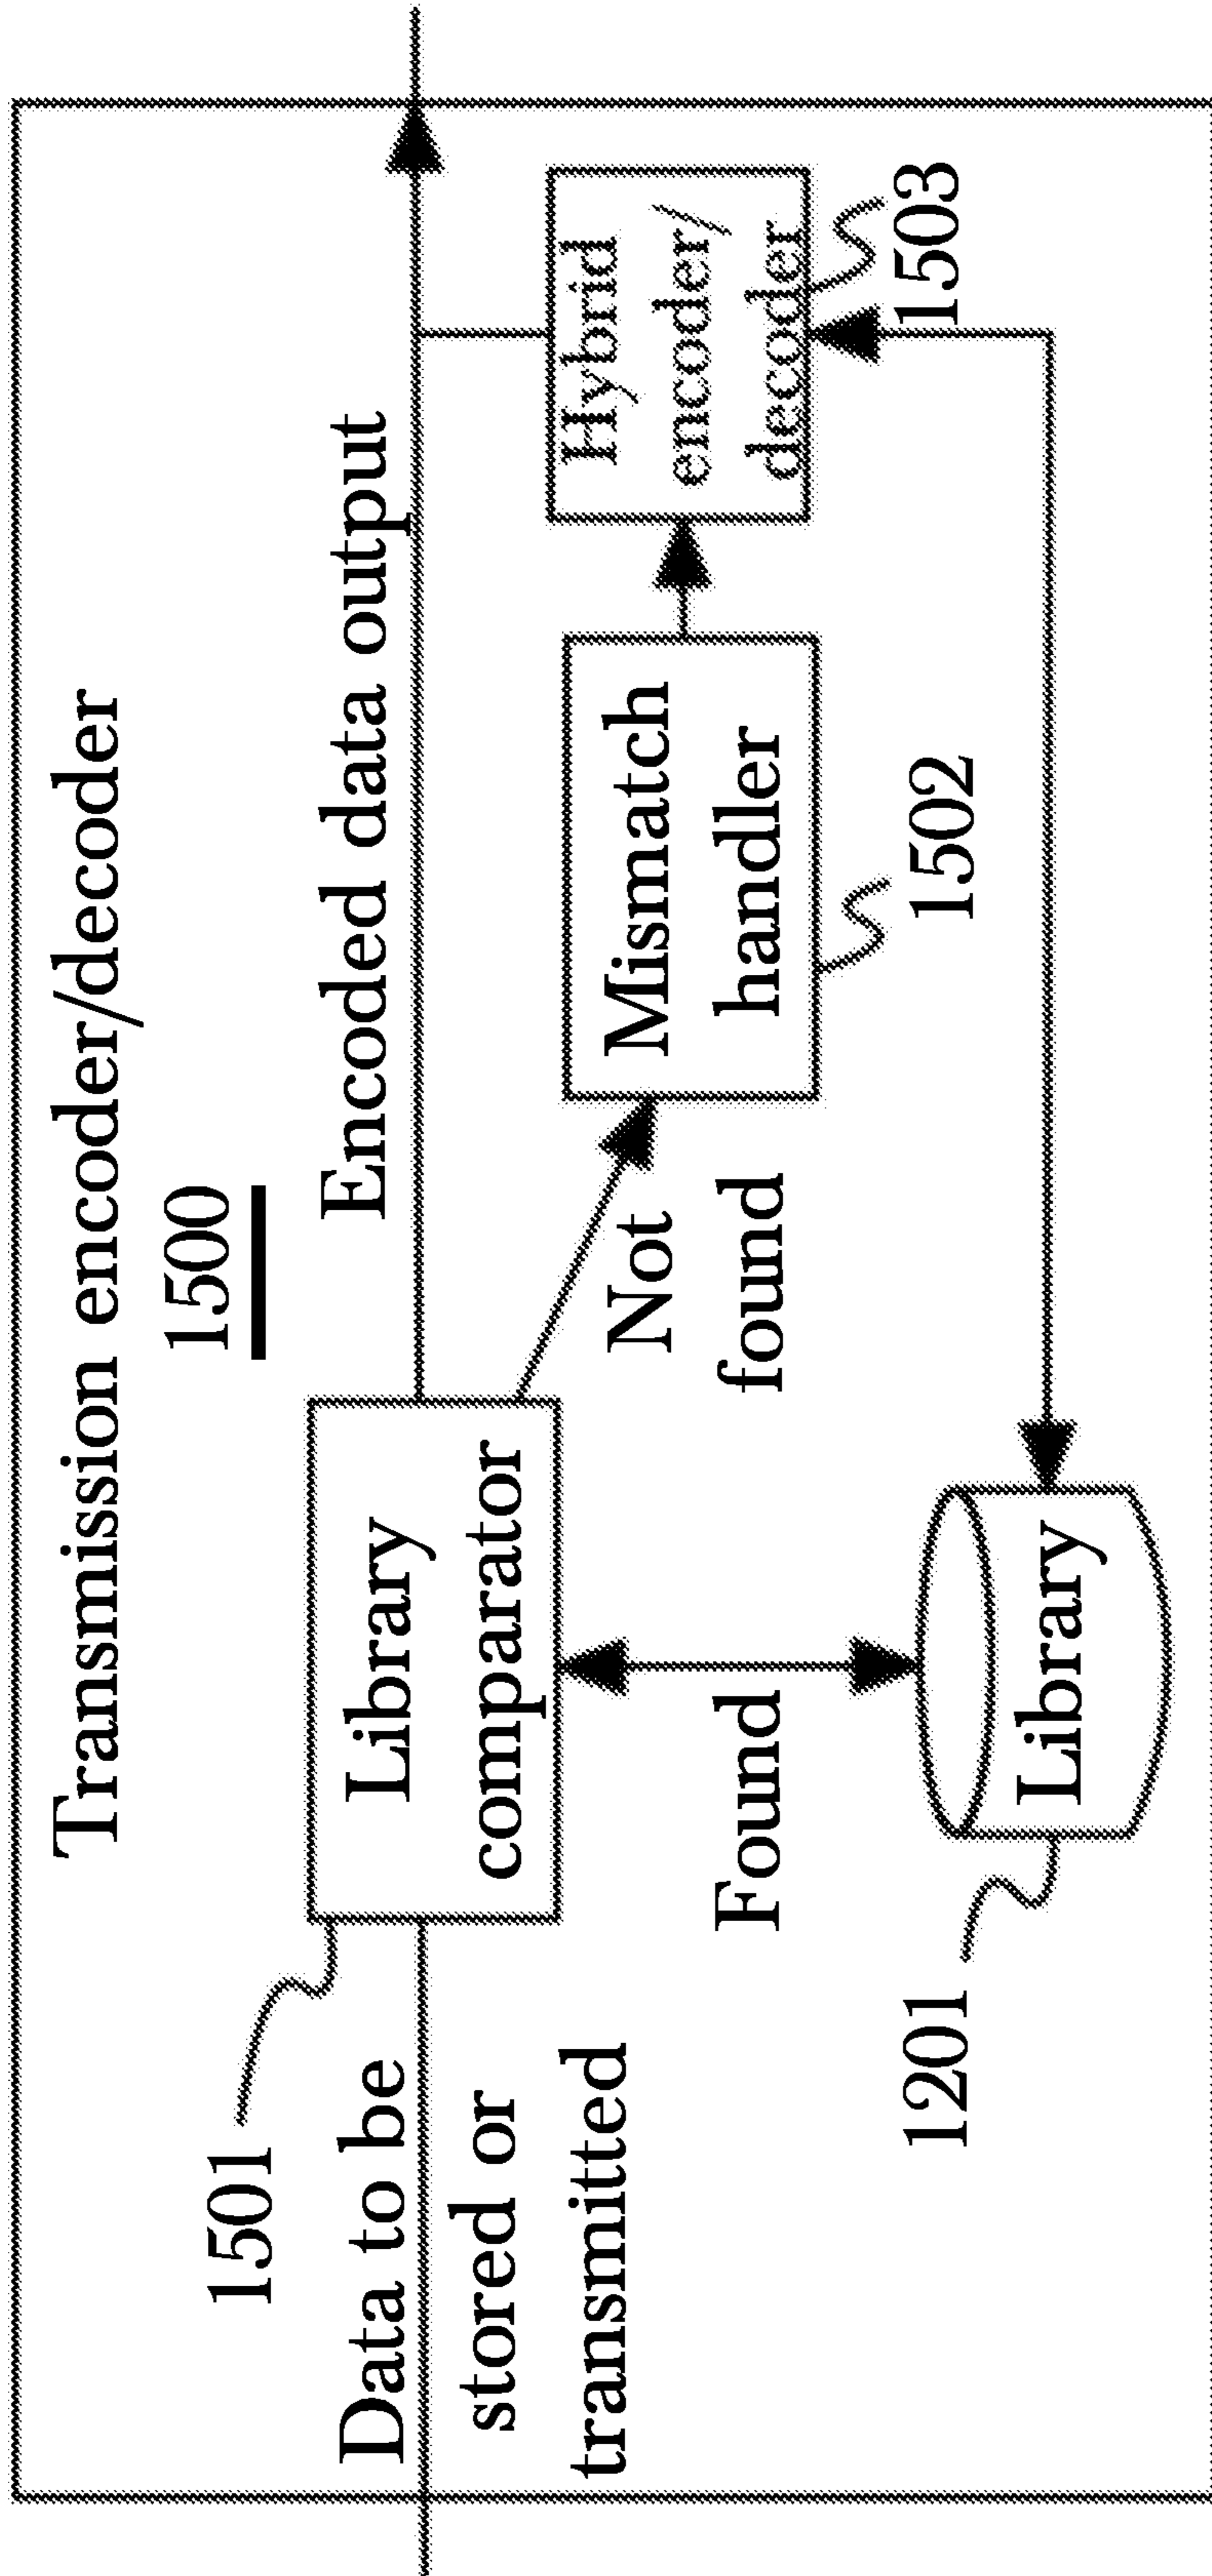 Transmission encoder/decoder
1500
1501
Data to be
stored or
transmitted
Library
comparator
Encoded data output
Not
found
Mismatch
handler
1502
Hybrid
encoder/
decoder
1503
Found
1201
Library